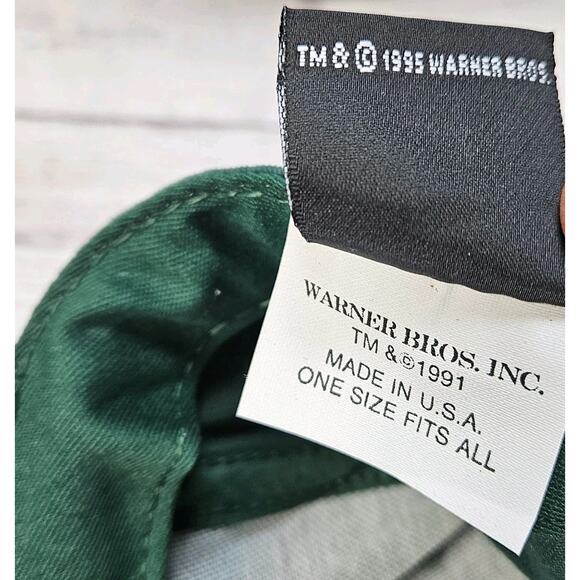 TM & © 1995 WARNER BROS.
WARNER BROS. INC.
TM &©1991
MADE IN U.S.A.
ONE SIZE FITS ALL